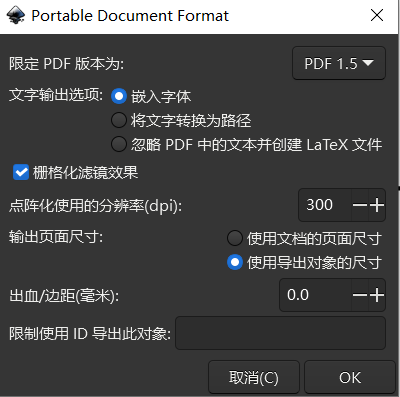 Portable Document Format
限定 PDF 版本为:
PDF 1.5
文字输出选项:
嵌入字体
将文字转换为路径
忽略 PDF 中的文本并创建 LaTeX 文件
栅格化滤镜效果
点阵化使用的分辨率(dpi):
300
输出页面尺寸:
使用文档的页面尺寸
使用导出对象的尺寸
出血/边距(毫米):
0.0
限制使用 ID 导出此对象:
取消(C)
OK